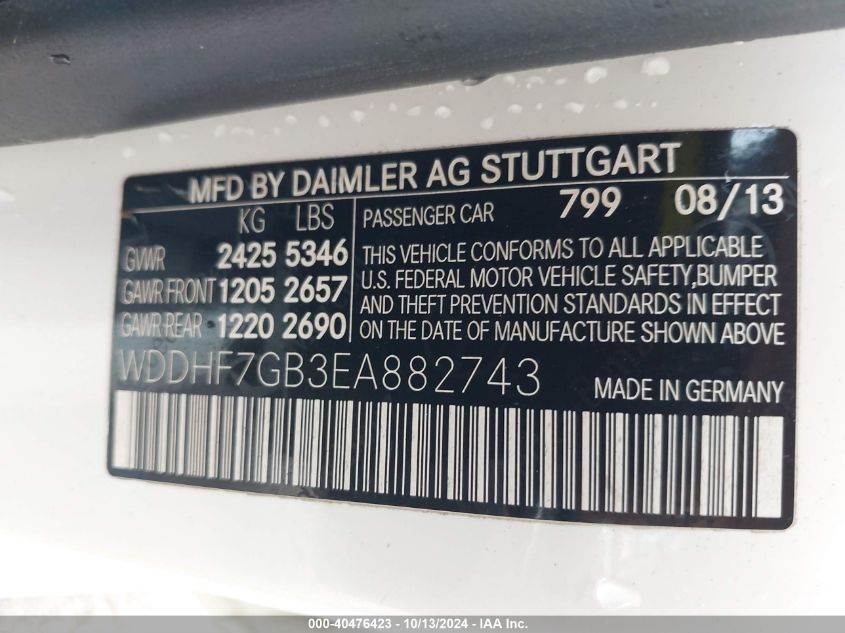 MFD BY DAIMLER AG STUTTGART
KG LBS
GVWR 2425 5346
GAWR FRONT 1205 2657
GAWR REAR 1220 2690
PASSENGER CAR 799 08/13
THIS VEHICLE CONFORMS TO ALL APPLICABLE
U.S. FEDERAL MOTOR VEHICLE SAFETY,BUMPER
AND THEFT PREVENTION STANDARDS IN EFFECT
ON THE DATE OF MANUFACTURE SHOWN ABOVE
WDDHF7GB3EA882743
MADE IN GERMANY
000-40476423 - 10/13/2024 - IAA Inc.